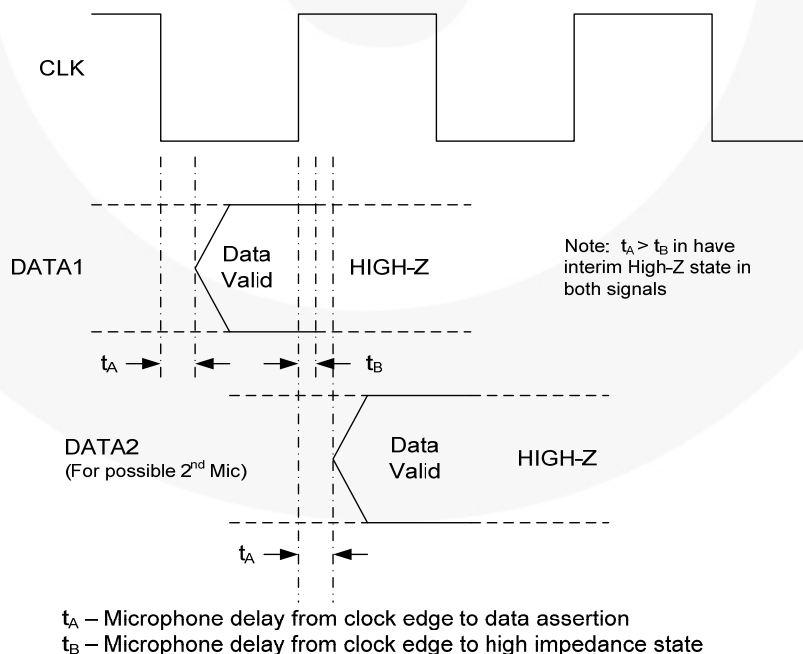 CLK
DATA1
Data
Valid
HIGH-Z
Note: tA > tB in have
interim High-Z state in
both signals
tA
tB
DATA2
(For possible 2nd Mic)
Data
Valid
HIGH-Z
tA
tA – Microphone delay from clock edge to data assertion
tB – Microphone delay from clock edge to high impedance state